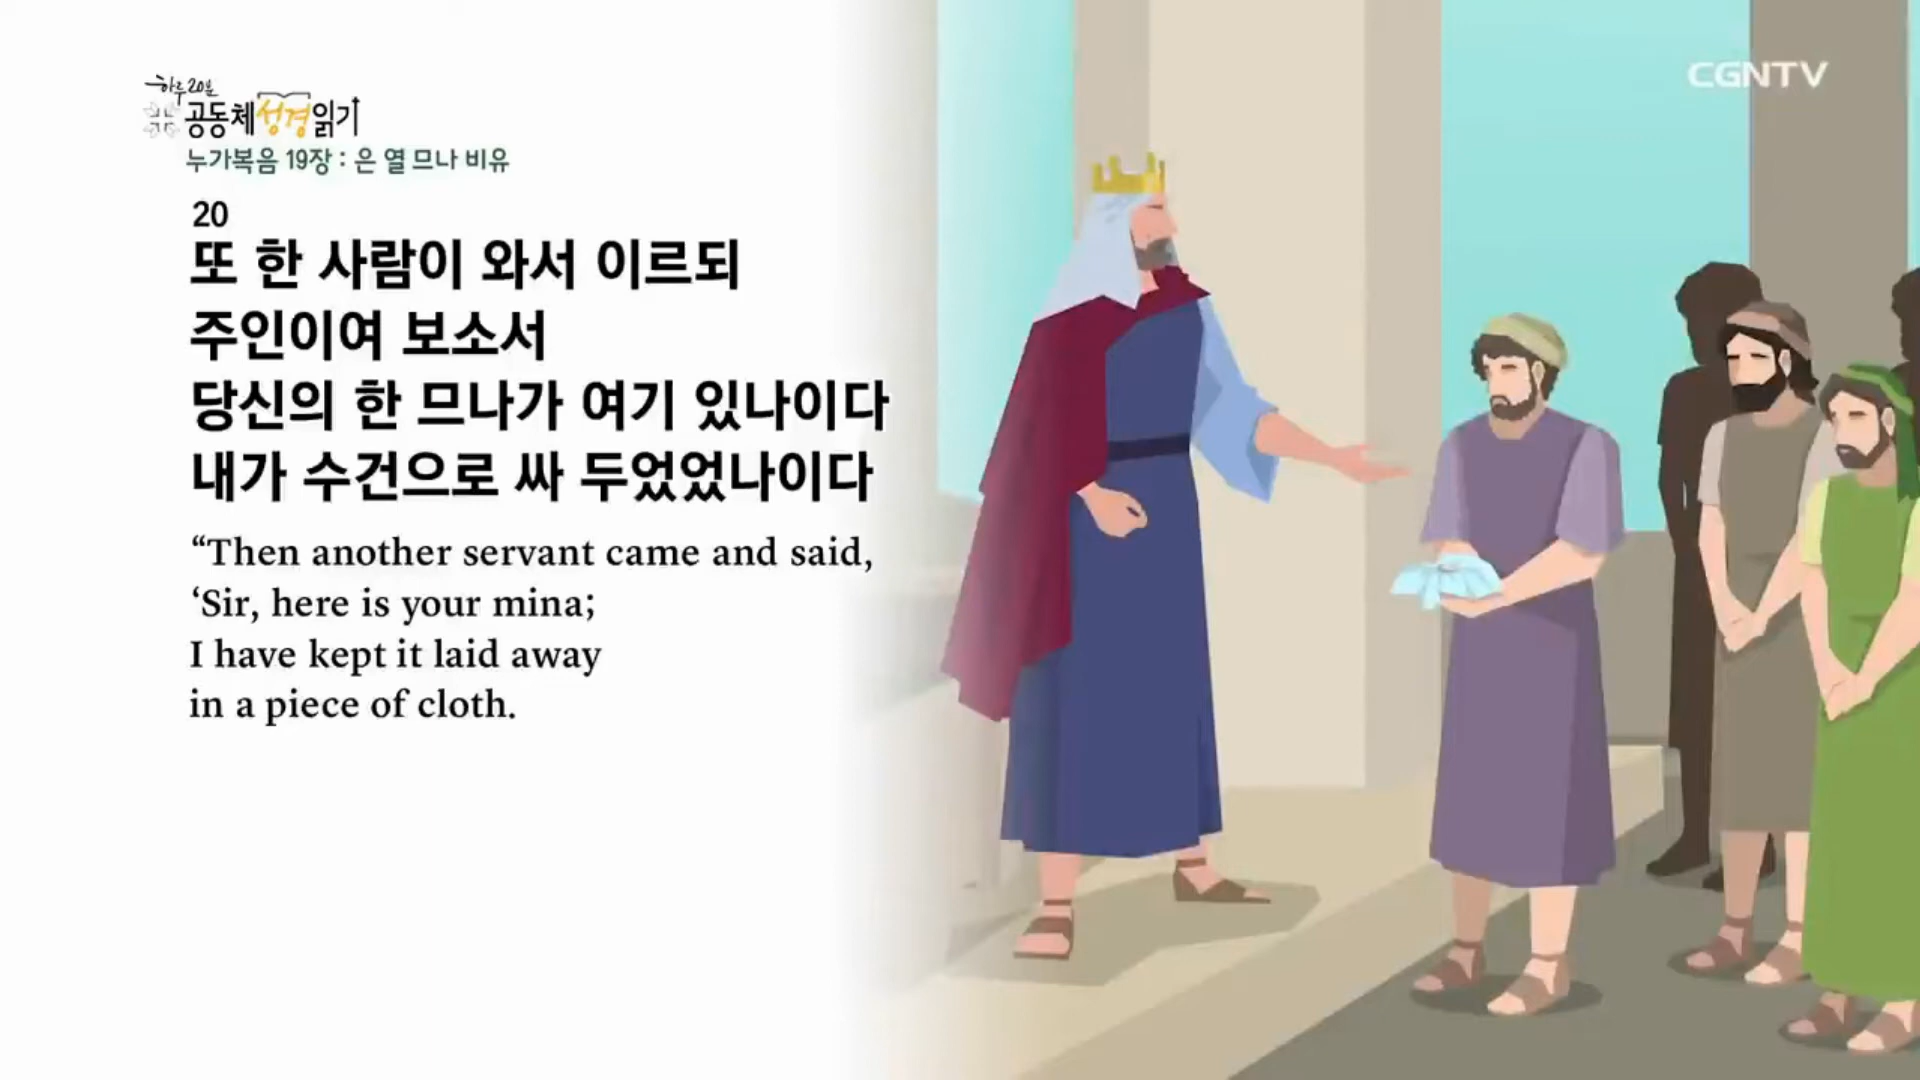 하루 20분
공동체성경읽기
CGNTV
누가복음 19장 : 은 열 므나 비유
20
또 한 사람이 와서 이르되
주인이여 보소서
당신의 한 므나가 여기 있나이다
내가 수건으로 싸 두었었나이다
“Then another servant came and said,
‘Sir, here is your mina;
I have kept it laid away
in a piece of cloth.